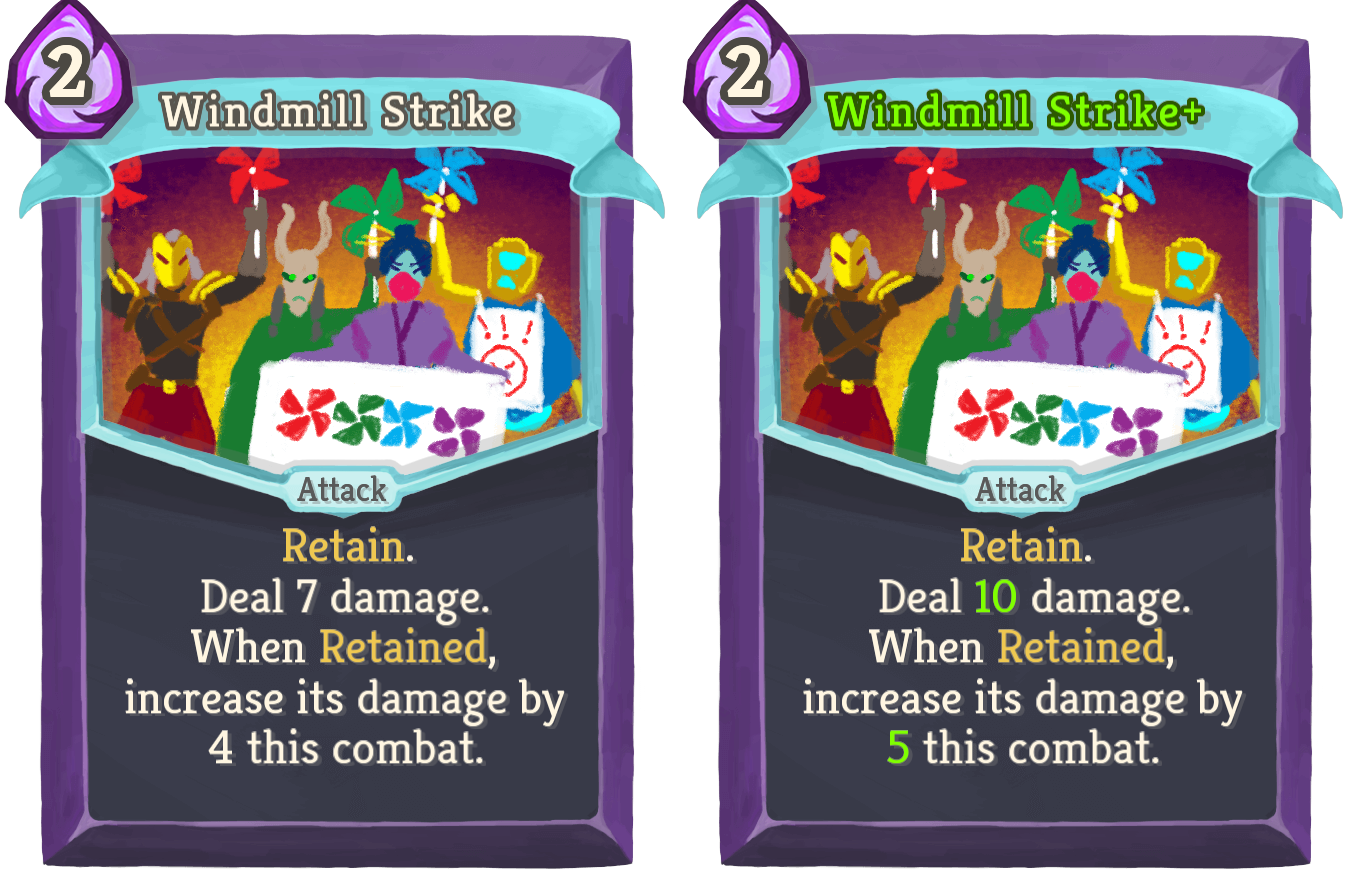 2
Windmill Strike
Attack
Retain.
Deal 7 damage.
When Retained,
increase its damage by
4 this combat.
2
Windmill Strike+
Attack
Retain.
Deal 10 damage.
When Retained,
increase its damage by
5 this combat.